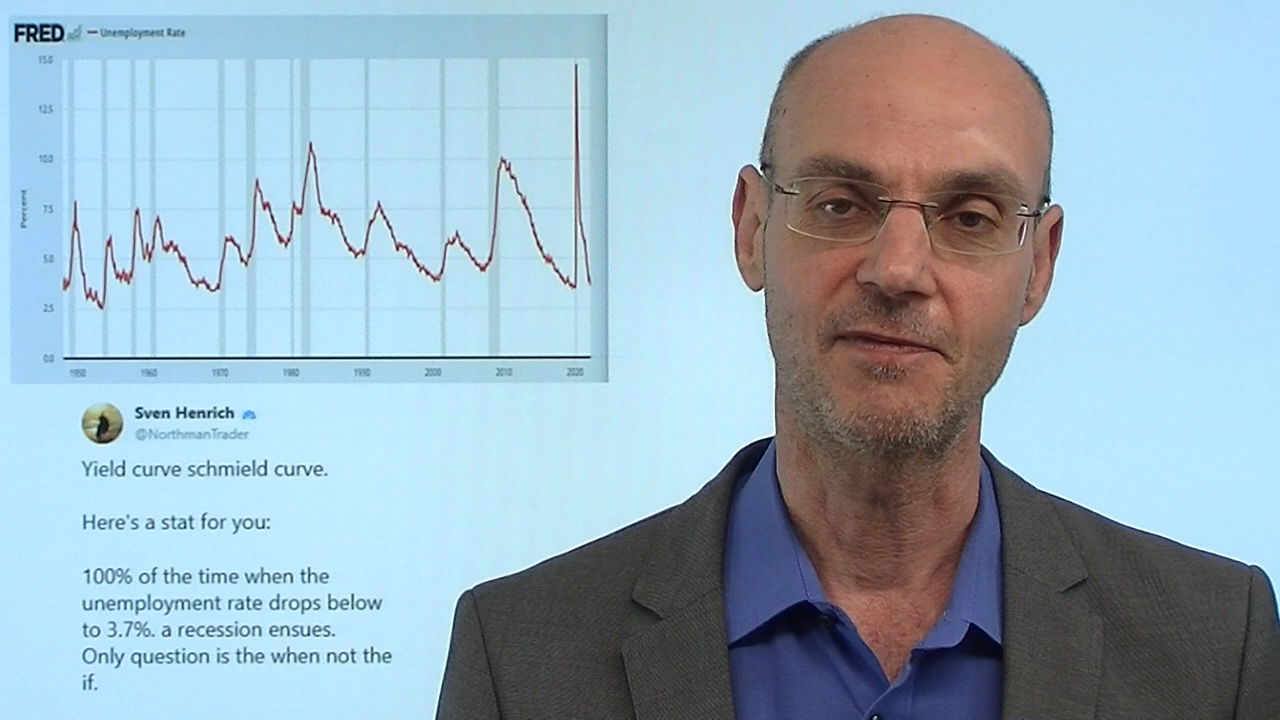 FRED — Unemployment Rate
15.0
12.5
10.0
7.5
5.0
2.5
0.0
Percent
1950 1960 1970 1980 1990 2000 2010 2020
Sven Henrich
@NorthmanTrader
Yield curve schmield curve.
Here's a stat for you:
100% of the time when the
unemployment rate drops below
to 3.7%. a recession ensues.
Only question is the when not the
if.